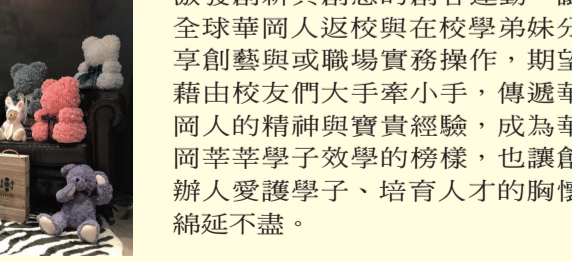 全球華岡人返校與在校學弟妹分
享創藝與或職場實務操作，期望
藉由校友們大手牽小手，傳遞華
岡人的精神與寶貴經驗，成為華
岡莘莘學子效學的榜樣，也讓創
辦人愛護學子、培育人才的胸懷
綿延不盡。